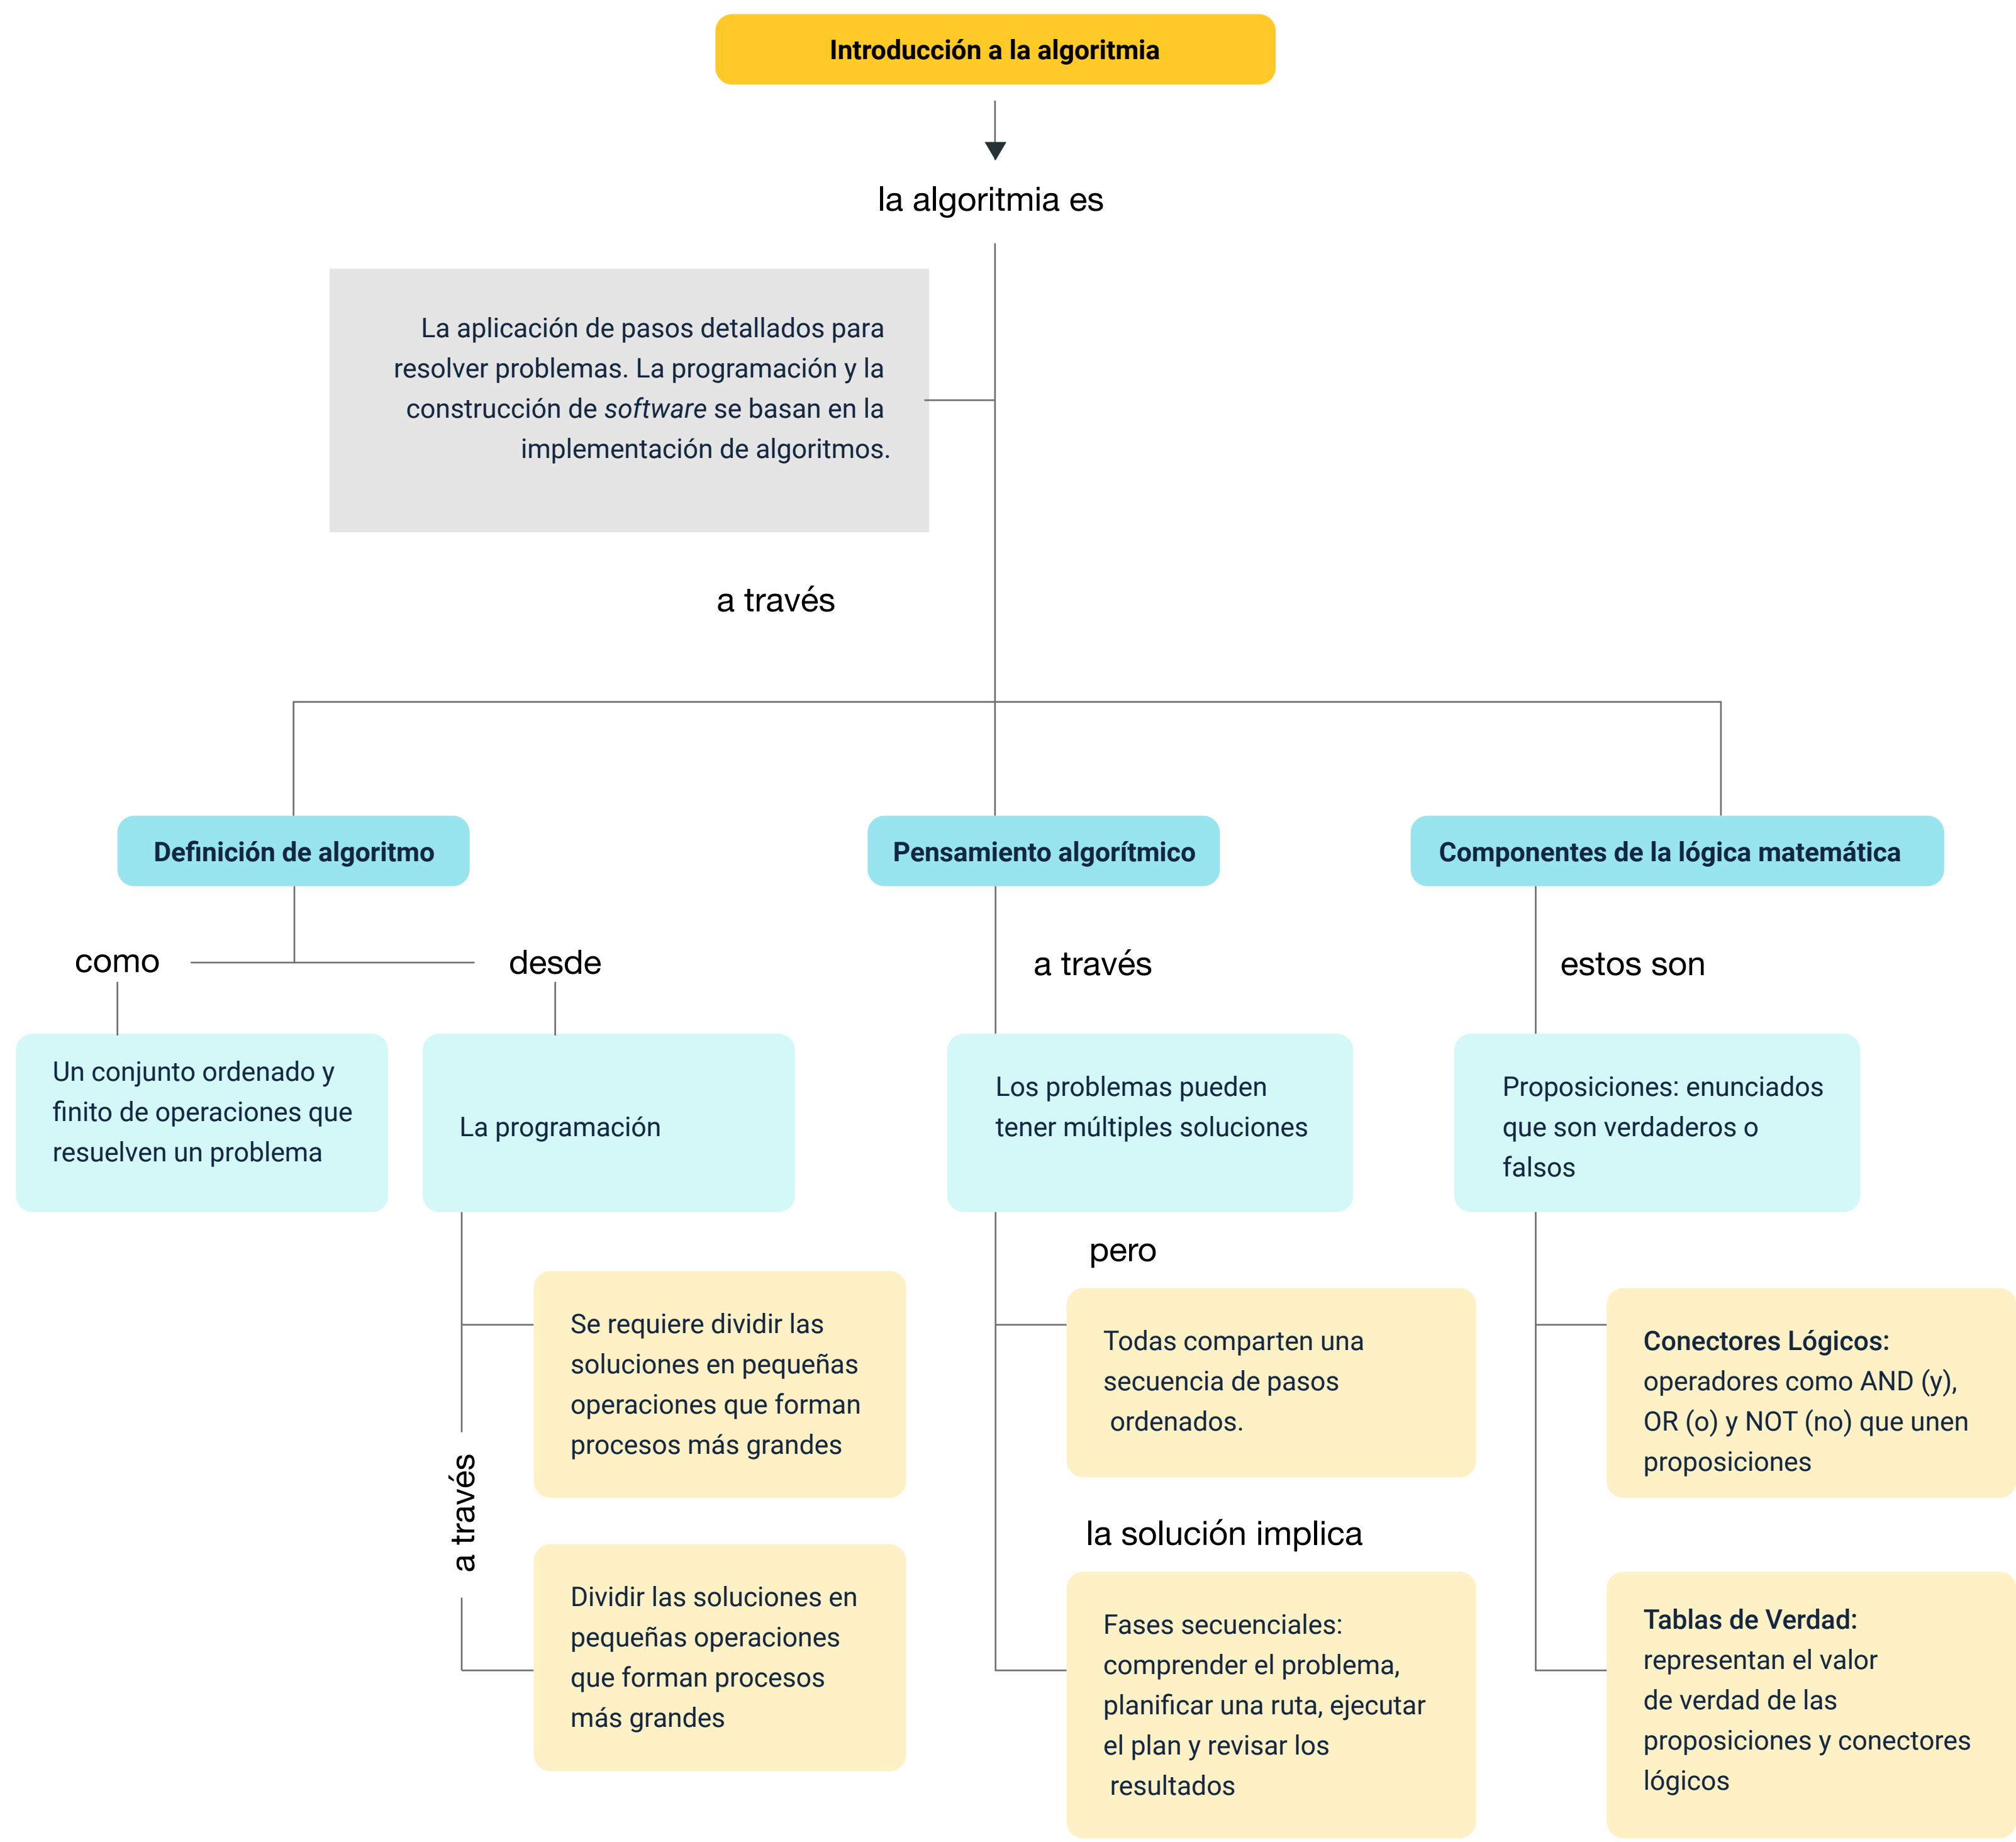 Introducción a la algoritmia
la algoritmia es
La aplicación de pasos detallados para
resolver problemas. La programación y la
construcción de software se basan en la
implementación de algoritmos.
a través
Definición de algoritmo
como
Un conjunto ordenado y
finito de operaciones que
resuelven un problema
desde
La programación
a través
Se requiere dividir las
soluciones en pequeñas
operaciones que forman
procesos más grandes
Dividir las soluciones en
pequeñas operaciones
que forman procesos
más grandes
Pensamiento algorítmico
a través
Los problemas pueden
tener múltiples soluciones
pero
Todas comparten una
secuencia de pasos
ordenados.
la solución implica
Fases secuenciales:
comprender el problema,
planificar una ruta, ejecutar
el plan y revisar los
resultados
Componentes de la lógica matemática
estos son
Proposiciones: enunciados
que son verdaderos o
falsos
Conectores Lógicos:
operadores como AND (y),
OR (o) y NOT (no) que unen
proposiciones
Tablas de Verdad:
representan el valor
de verdad de las
proposiciones y conectores
lógicos